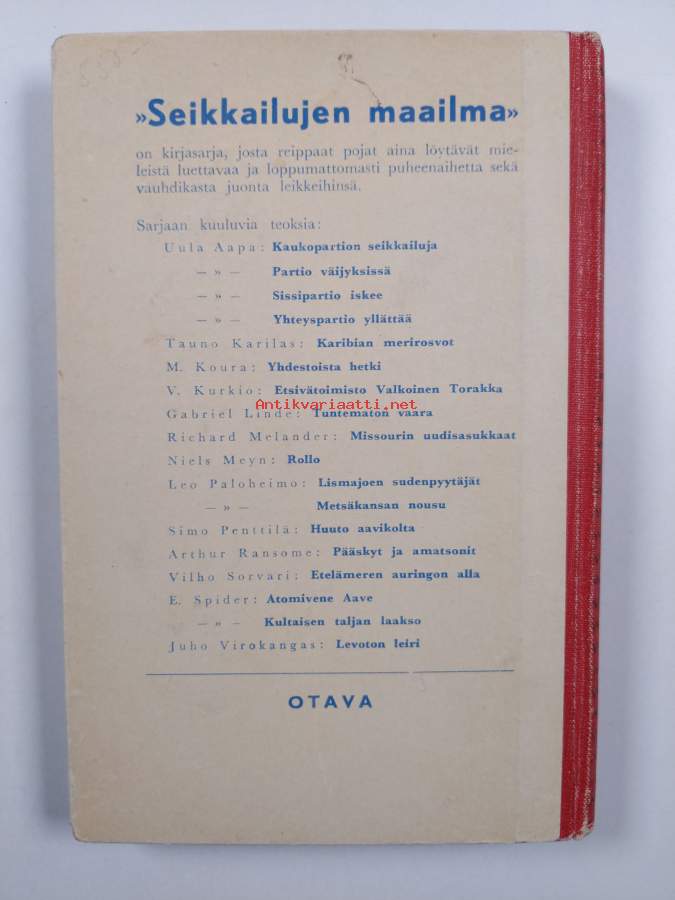 »Seikkailujen maailma»
on kirjasarja, josta reippaat pojat aina löytävät mie-
leistä luettavaa ja loppumattomasti puheenaihetta sekä
vauhdikasta juonta leikkeihinsä.
Sarjaan kuuluvia teoksia:
Uula Aapa: Kaukopartion seikkailuja
— » — Partio väijyksissä
— » — Sissipartio iskee
— » — Yhteyspartio yllättää
Tauno Karilas: Karibian merirosvot
M. Koura: Yhdestoista hetki
V. Kurkio: Etsivätoimisto Valkoinen Torakka
Antikvariaatti.net
Gabriel Linde: Tuntematon vaara
Richard Melander: Missourin uudisasukkaat
Niels Meyn: Rollo
Leo Paloheimo: Lismajoen sudenpyytäjät
— » — Metsäkansan nousu
Simo Penttilä: Huuto aavikolta
Arthur Ransome: Pääskyt ja amatsonit
Vilho Sorvari: Etelämeren auringon alla
E. Spider: Atomivene Aave
— » — Kultaisen taljan laakso
Juho Virokangas: Levoton leiri
OTAVA